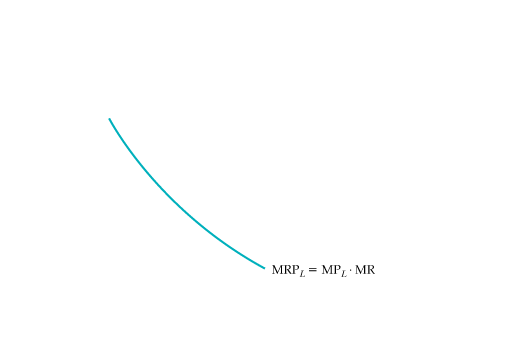 MRP_L = MP_L · MR